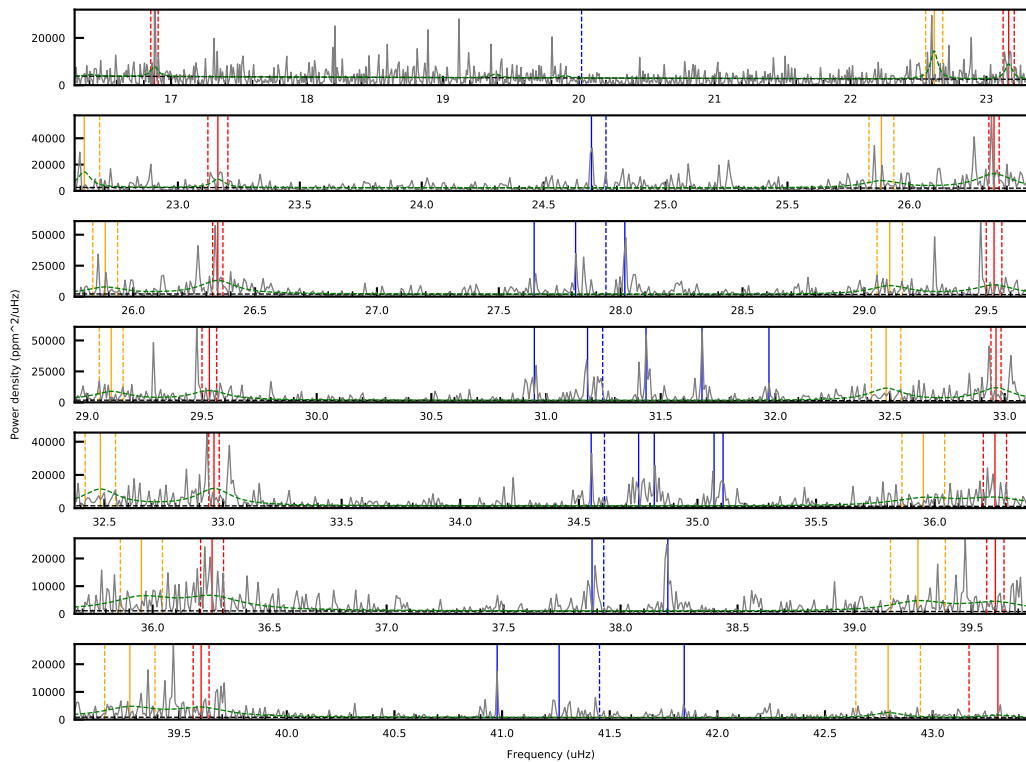 20000
0
17 18 19 20 21 22 23
40000
20000
0
23.0 23.5 24.0 24.5 25.0 25.5 26.0
50000
25000
0
26.0 26.5 27.0 27.5 28.0 28.5 29.0 29.5
50000
25000
0
29.0 29.5 30.0 30.5 31.0 31.5 32.0 32.5 33.0
Power density (ppm^2/uHz)
40000
20000
0
32.5 33.0 33.5 34.0 34.5 35.0 35.5 36.0
20000
10000
0
36.0 36.5 37.0 37.5 38.0 38.5 39.0 39.5
20000
10000
0
39.5 40.0 40.5 41.0 41.5 42.0 42.5 43.0
Frequency (uHz)